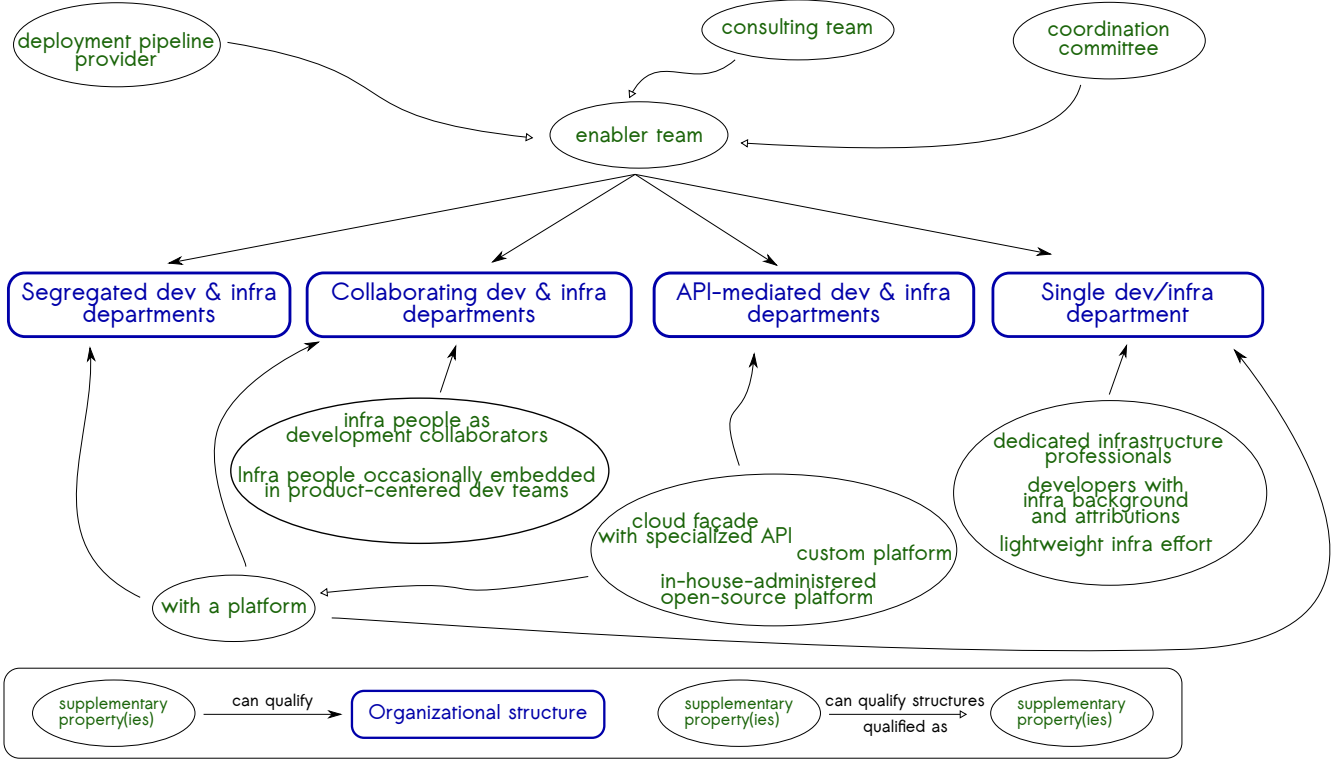 deployment pipeline
provider
consulting team
coordination
committee
enabler team
Segregated dev & infra
departments
Collaborating dev & infra
departments
API-mediated dev & infra
departments
Single dev/infra
department
infra people as
development collaborators
Infra people occasionally embedded
in product-centered dev teams
cloud façade
with specialized API
custom platform
in-house-administered
open-source platform
dedicated infrastructure
professionals
developers with
infra background
and attributions
lightweight infra effort
with a platform
supplementary
property(ies)
can qualify
Organizational structure
supplementary
property(ies)
can qualify structures
qualified as
supplementary
property(ies)